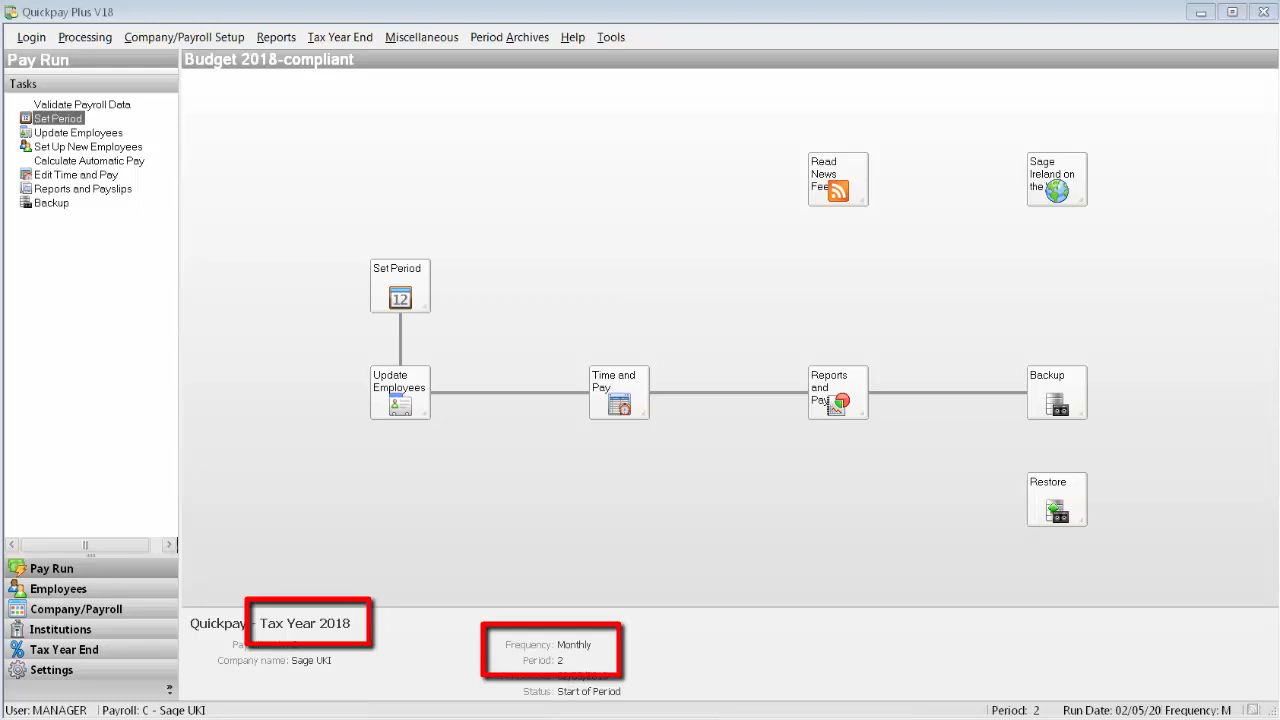 Quickpay Plus V18
Login Processing Company/Payroll Setup Reports Tax Year End Miscellaneous Period Archives Help Tools
Pay Run
Budget 2018-compliant
Tasks
Validate Payroll Data
Set Period
Update Employees
Set Up New Employees
Calculate Automatic Pay
Edit Time and Pay
Reports and Payslips
Backup
Read
News
Sage
Ireland on
the
Set Period
12
Update
Employees
Time and
Pay
Reports
and
Backup
Restore
Pay Run
Employees
Company/Payroll
Institutions
Tax Year End
Settings
Quickpay - Tax Year 2018
Company name: Sage UKI
Frequency: Monthly
Period: 2
Status: Start of Period
User: MANAGER Payroll: C - Sage UKI Period: 2 Run Date: 02/05/20 Frequency: M